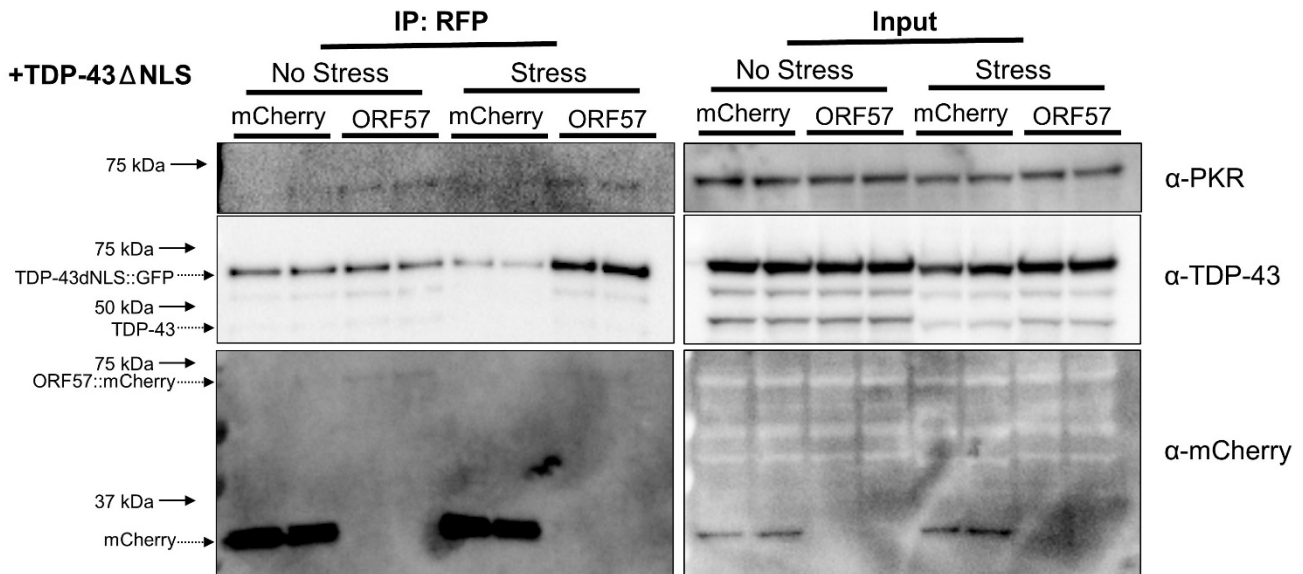 IP: RFP
Input
+TDP-43ΔNLS
No Stress
Stress
No Stress
Stress
mCherry
ORF57
mCherry
ORF57
mCherry
ORF57
mCherry
ORF57
75 kDa
α-PKR
75 kDa
TDP-43dNLS::GFP
α-TDP-43
50 kDa
TDP-43
75 kDa
ORF57::mCherry
α-mCherry
37 kDa
mCherry